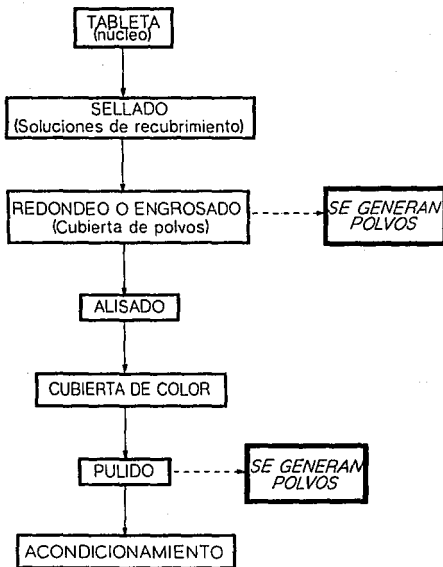 TABLETA
(núcleo)
SELLADO
(Soluciones de recubrimiento)
REDONDEO O ENGROSADO
(Cubierta de polvos)
SE GENERAN
POLVOS
ALISADO
CUBIERTA DE COLOR
PULIDO
SE GENERAN
POLVOS
ACONDICIONAMIENTO